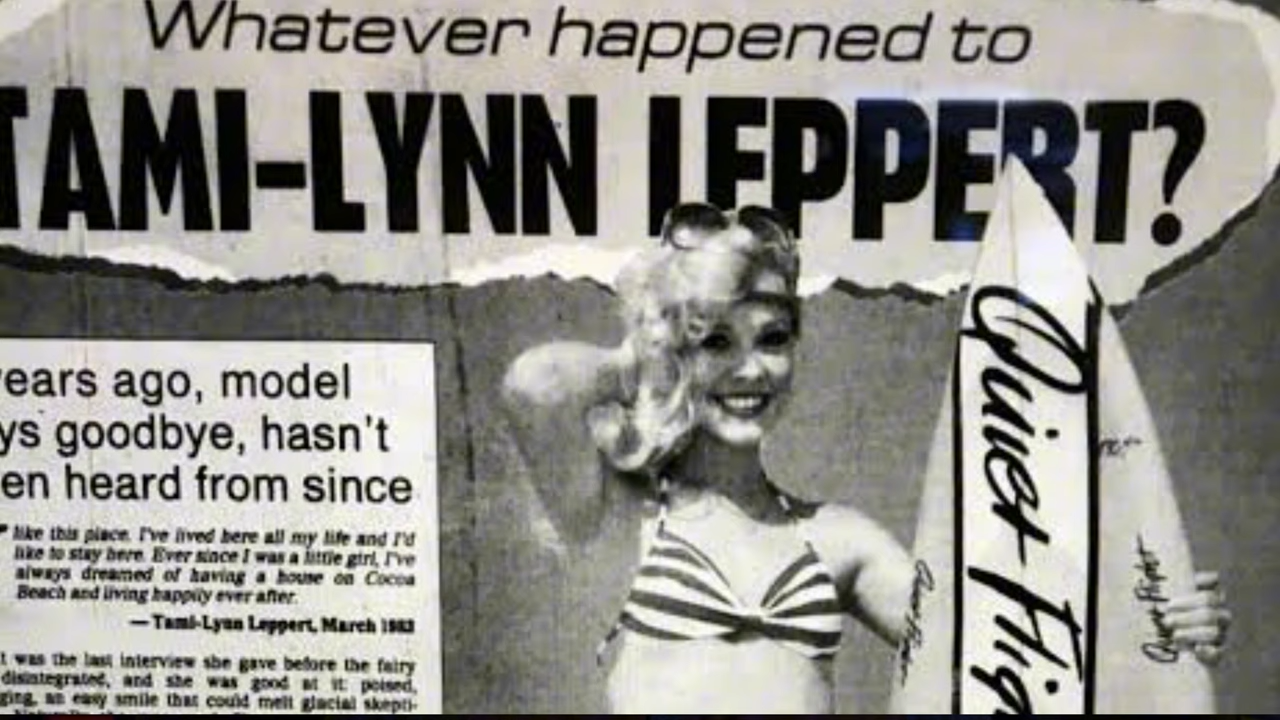 Whatever happened to
TAMI-LYNN LEPPERT?
years ago, model
ys goodbye, hasn't
en heard from since
like this place. I've lived here all my life and I'd
like to stay here. Ever since I was a little girl, I've
always dreamed of having a house on Cocoa
Beach and living happily ever after.
— Tami-Lynn Leppert, March 1983
t was the last interview she gave before the fairy
disintegrated, and she was good at it: poised,
ging, an easy smile that could melt glacial skepti-
Quiet Flig
Quiet Flight